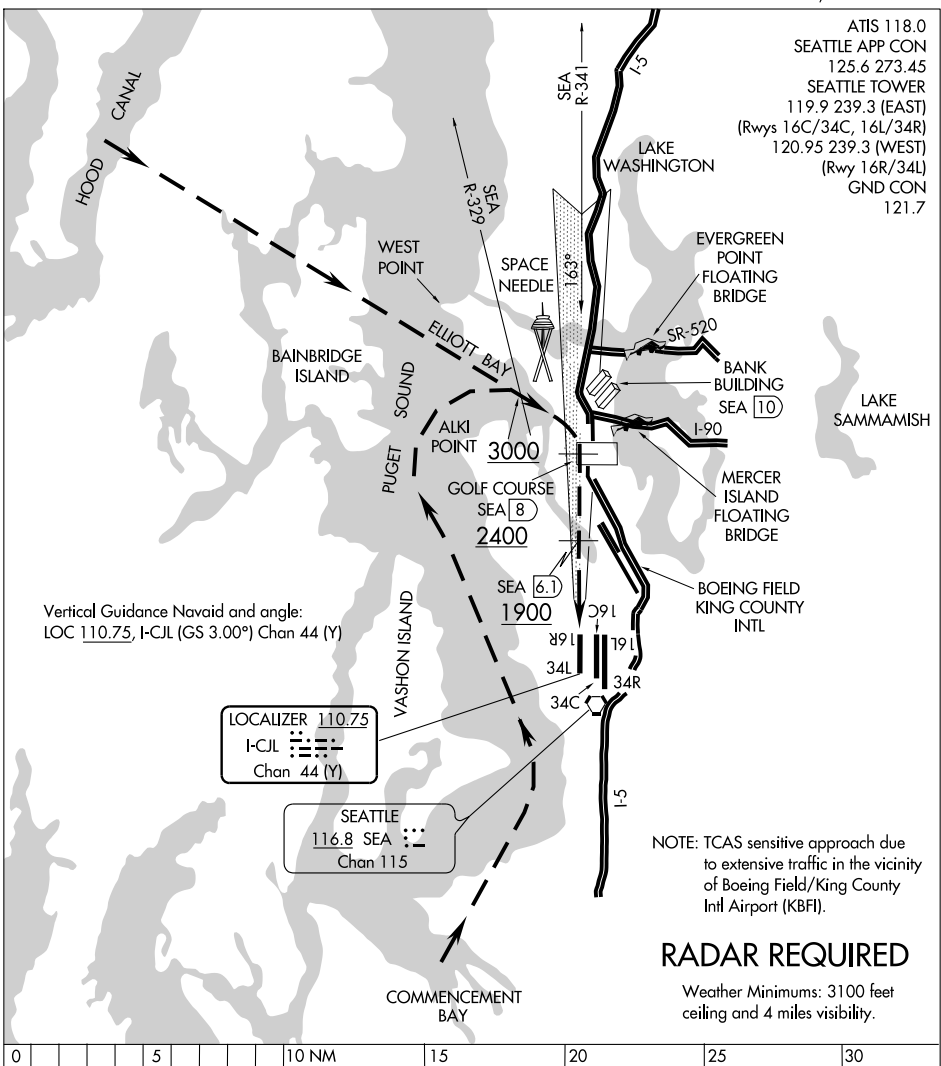 ATIS 118.0
SEATTLE APP CON
125.6 273.45
SEATTLE TOWER
119.9 239.3 (EAST)
(Rwys 16C/34C, 16L/34R)
120.95 239.3 (WEST)
(Rwy 16R/34L)
GND CON
121.7
HOOD CANAL
SEA
R-341
I-5
SEA
R-329
LAKE
WASHINGTON
WEST
POINT
SPACE
NEEDLE
163°
EVERGREEN
POINT
FLOATING
BRIDGE
SR-520
ELLIOTT BAY
BAINBRIDGE
ISLAND
BANK
BUILDING
SEA 10
LAKE
SAMMAMISH
PUGET SOUND
ALKI
POINT
3000
I-90
GOLF COURSE
SEA 8
2400
MERCER
ISLAND
FLOATING
BRIDGE
SEA 6.1
1900
BOEING FIELD
KING COUNTY
INTL
Vertical Guidance Navaid and angle:
LOC 110.75, I-CJL (GS 3.00°) Chan 44 (Y)
VASHON ISLAND
16R
16C
16L
34L
34R
34C
LOCALIZER 110.75
I-CJL
Chan 44 (Y)
I-5
SEATTLE
116.8 SEA
Chan 115
NOTE: TCAS sensitive approach due
to extensive traffic in the vicinity
of Boeing Field/King County
Intl Airport (KBFI).
RADAR REQUIRED
Weather Minimums: 3100 feet
ceiling and 4 miles visibility.
COMMENCEMENT
BAY
0 5 10 NM 15 20 25 30